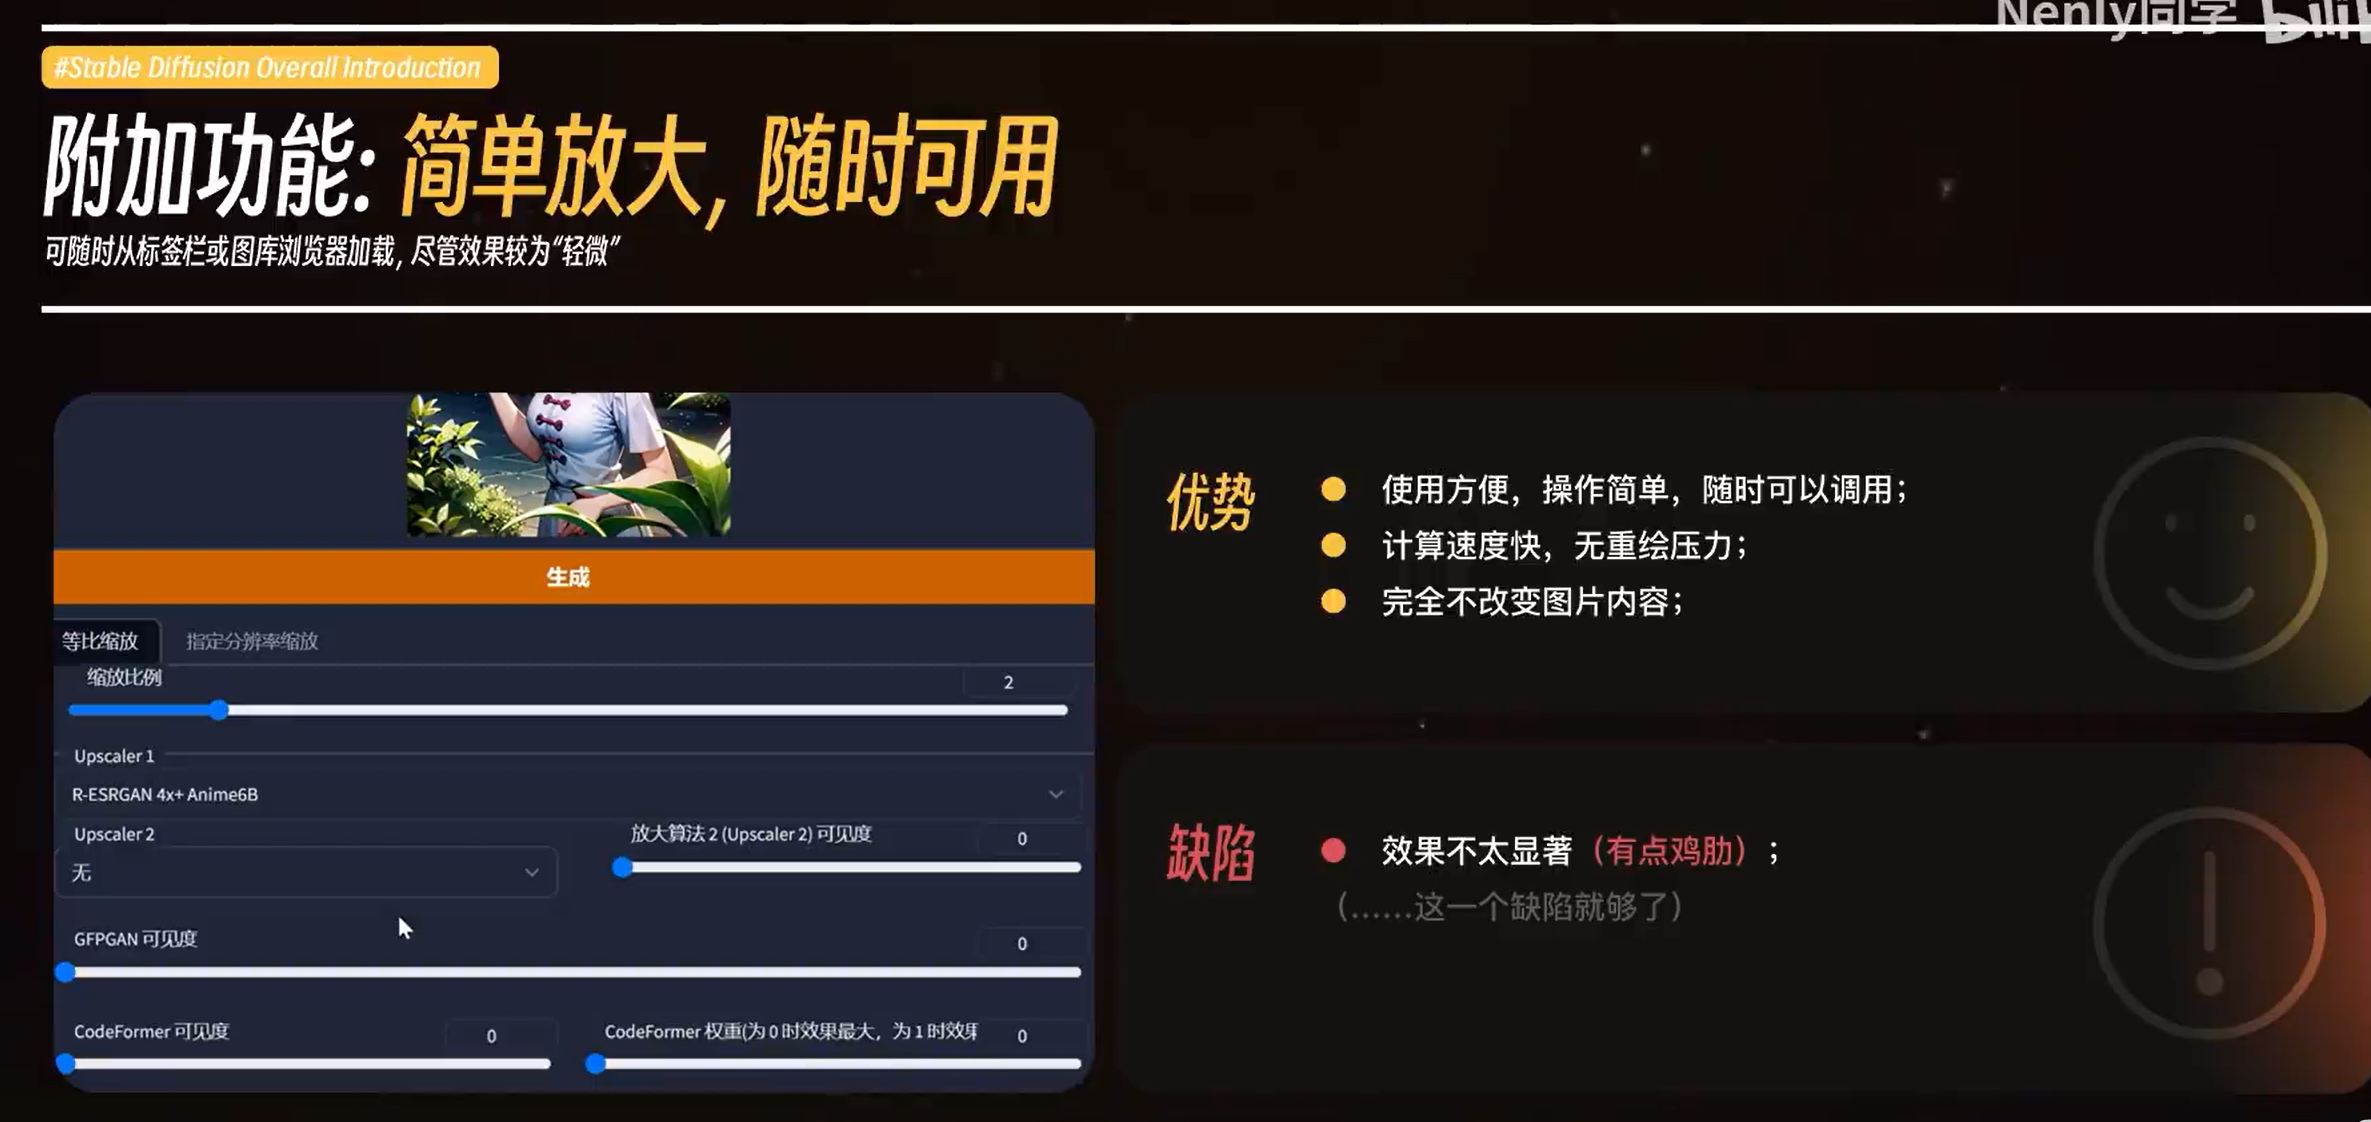 Nenly同学 bili
#Stable Diffusion Overall Introduction
附加功能: 简单放大, 随时可用
可随时从标签栏或图库浏览器加载, 尽管效果较为“轻微”
生成
等比缩放 指定分辨率缩放
缩放比例 2
Upscaler 1
R-ESRGAN 4x+ Anime6B
Upscaler 2 放大算法 2 (Upscaler 2) 可见度 0
无
GFPGAN 可见度 0
CodeFormer 可见度 0 CodeFormer 权重(为 0 时效果最大，为 1 时效果 0
优势
使用方便，操作简单，随时可以调用；
计算速度快，无重绘压力；
完全不改变图片内容；
缺陷
效果不太显著（有点鸡肋）；
（......这一个缺陷就够了）